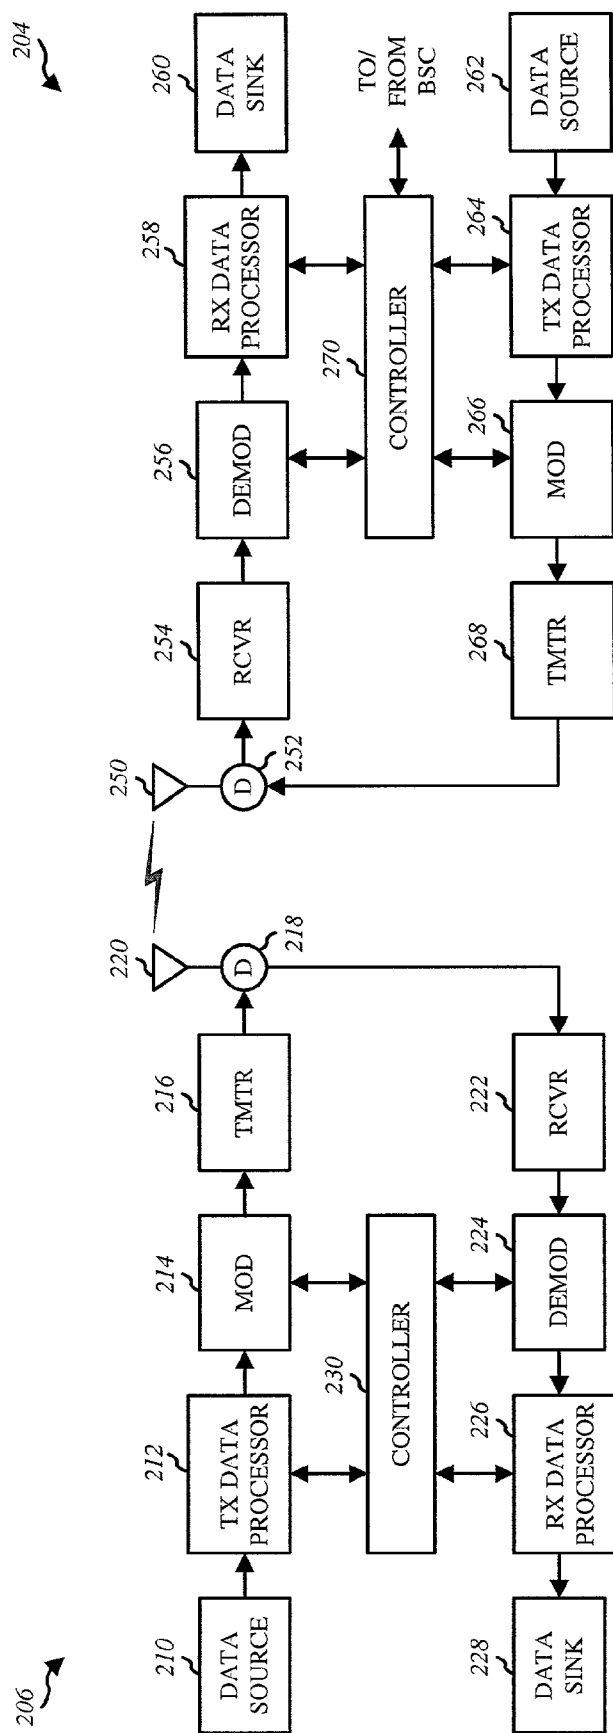 206
210
DATA
SOURCE
212
TX DATA
PROCESSOR
214
MOD
216
TMTR
220
D
218
230
CONTROLLER
228
DATA
SINK
226
RX DATA
PROCESSOR
224
DEMOD
222
RCVR
204
250
D
252
254
RCVR
256
DEMOD
258
RX DATA
PROCESSOR
260
DATA
SINK
270
CONTROLLER
TO/
FROM
BSC
268
TMTR
266
MOD
264
TX DATA
PROCESSOR
262
DATA
SOURCE